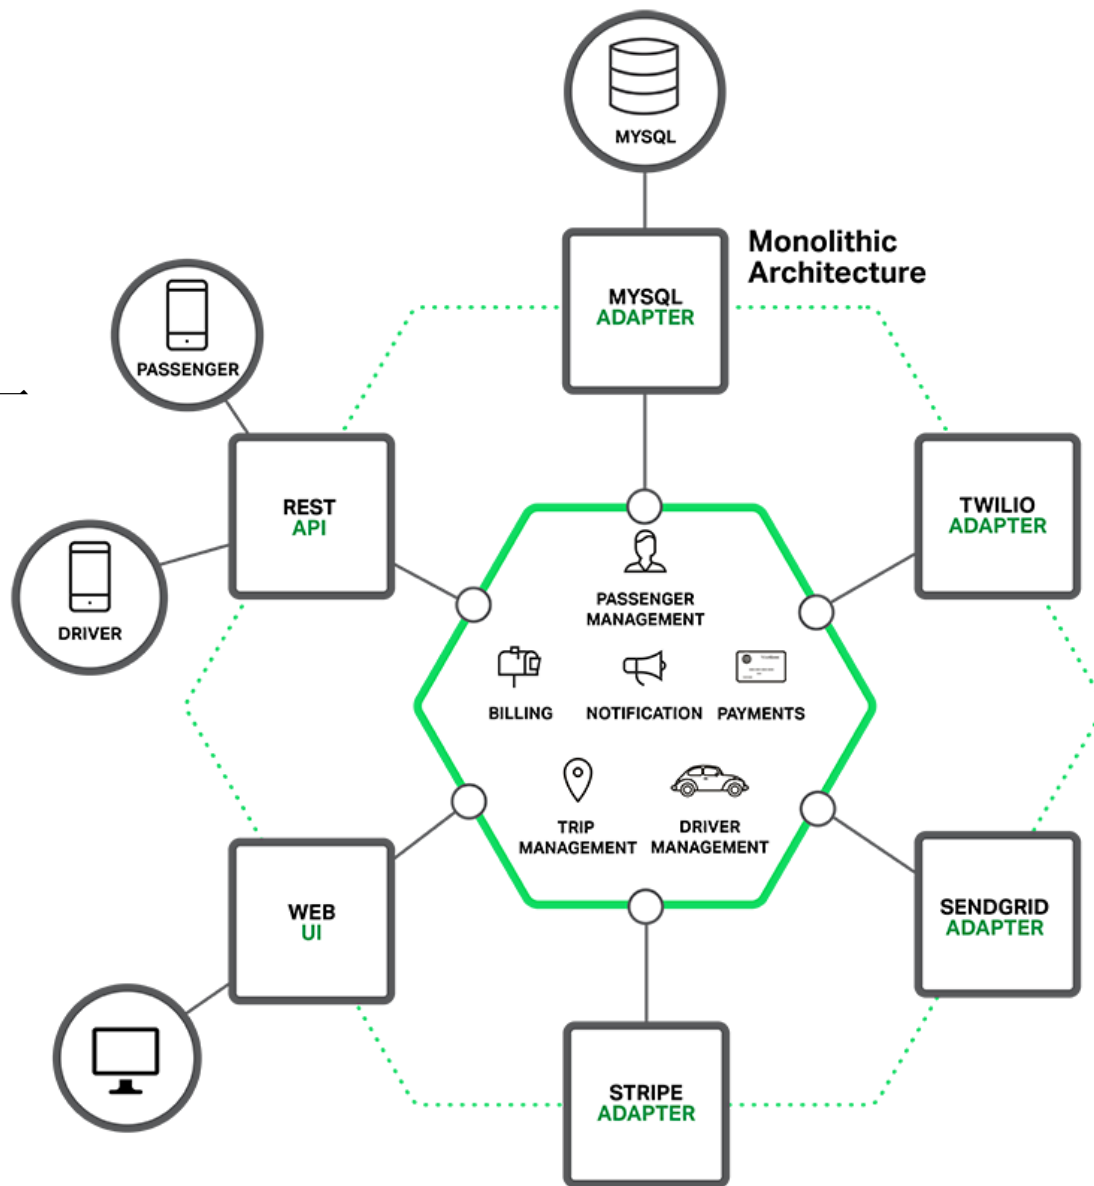 MYSQL
Monolithic
Architecture
MYSQL
ADAPTER
PASSENGER
REST
API
TWILIO
ADAPTER
DRIVER
PASSENGER
MANAGEMENT
BILLING
NOTIFICATION
PAYMENTS
TRIP
MANAGEMENT
DRIVER
MANAGEMENT
WEB
UI
SENDGRID
ADAPTER
STRIPE
ADAPTER